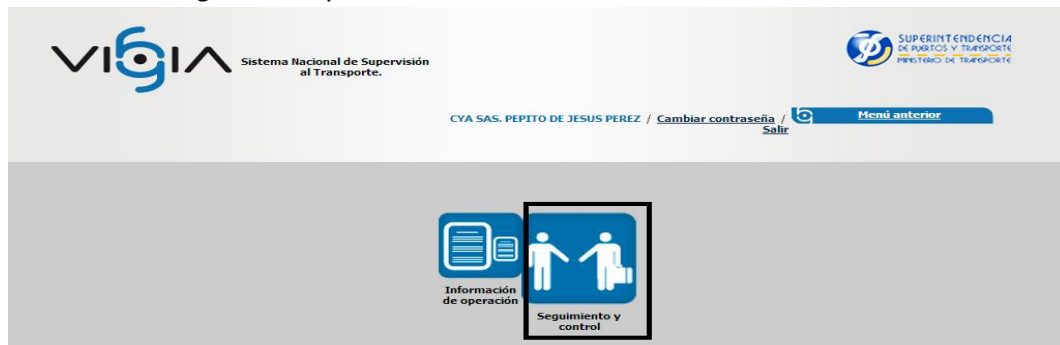 VIGIA
Sistema Nacional de Supervisión
al Transporte.
SUPERINTENDENCIA
DE PUERTOS Y TRANSPORTE
MINISTERIO DE TRANSPORTE
CYA SAS. PEPITO DE JESUS PEREZ / Cambiar contraseña /
Salir
Menú anterior
Información
de operación
Seguimiento y
control